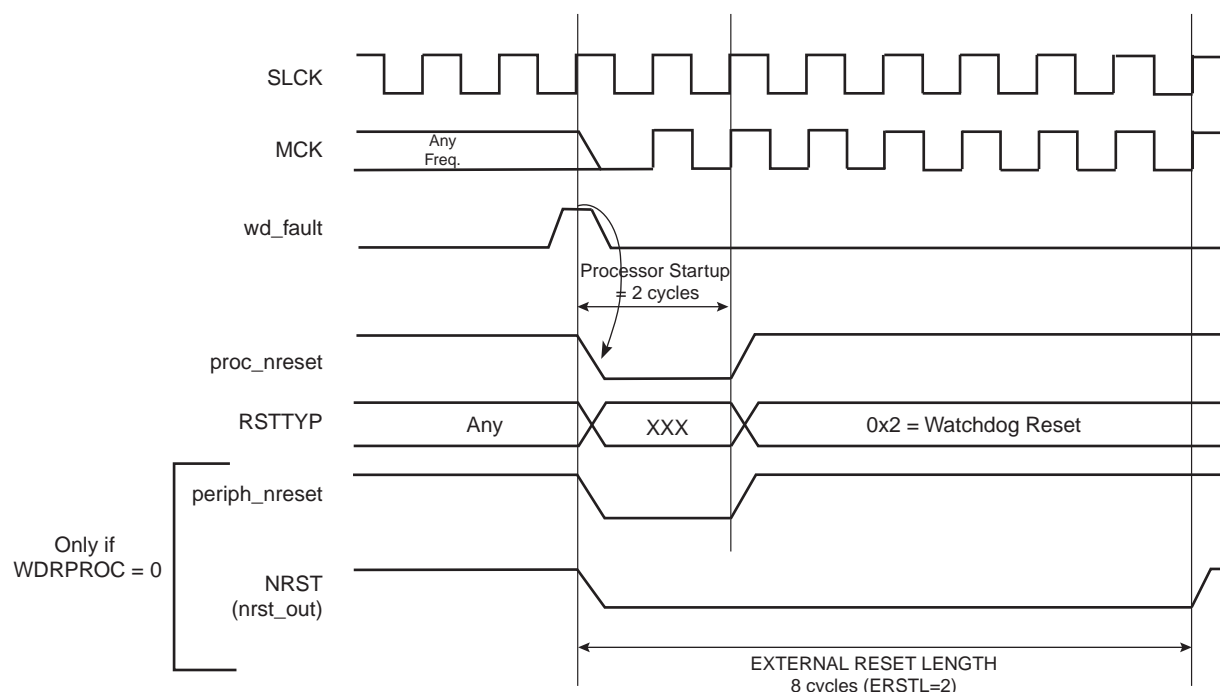 SLCK
MCK
Any
Freq.
wd_fault
Processor Startup
= 2 cycles
proc_nreset
RSTTYP
Any
XXX
0x2 = Watchdog Reset
periph_nreset
Only if
WDRPROC = 0
NRST
(nrst_out)
EXTERNAL RESET LENGTH
8 cycles (ERSTL=2)